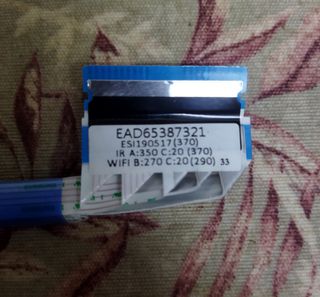 EAD65387321
ESI190517(370)
IR A:350 C:20 (370)
WIFI B:270 C:20(290) 33